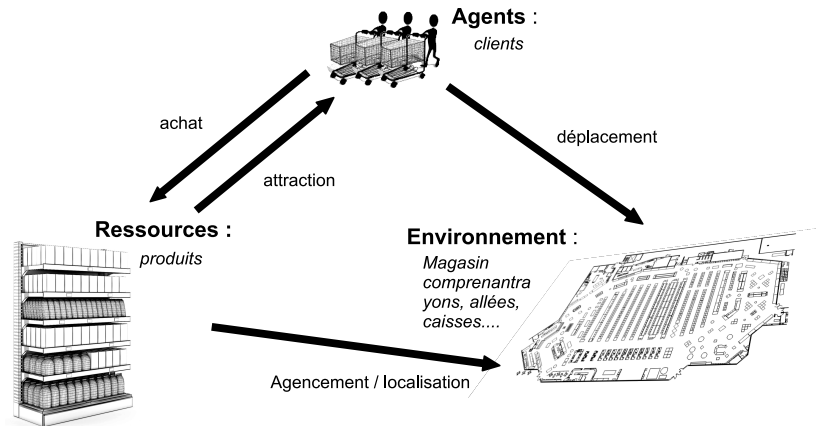 Agents :
clients
achat
déplacement
attraction
Ressources :
produits
Environnement :
Magasin
comprenantra
yons, allées,
caisses....
Agencement / localisation